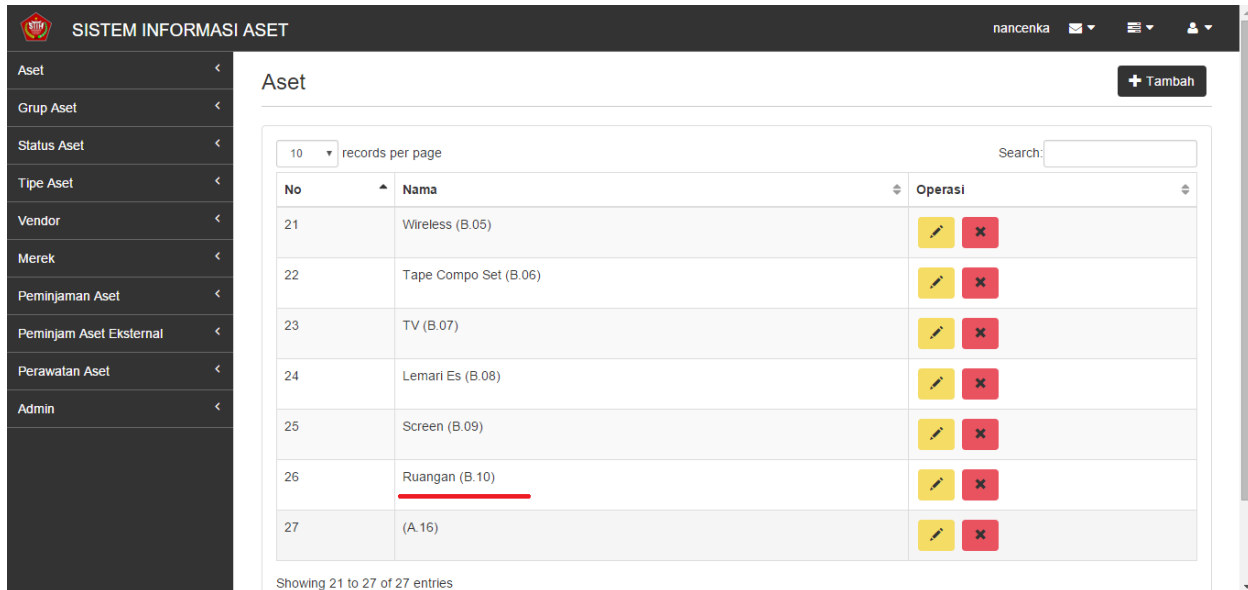 SISTEM INFORMASI ASET
nancenka
Aset
Grup Aset
Status Aset
Tipe Aset
Vendor
Merek
Peminjaman Aset
Peminjam Aset Eksternal
Perawatan Aset
Admin
Aset
Tambah
10 records per page
Search:
No Nama Operasi
21 Wireless (B.05)
22 Tape Compo Set (B.06)
23 TV (B.07)
24 Lemari Es (B.08)
25 Screen (B.09)
26 Ruangan (B.10)
27 (A.16)
Showing 21 to 27 of 27 entries